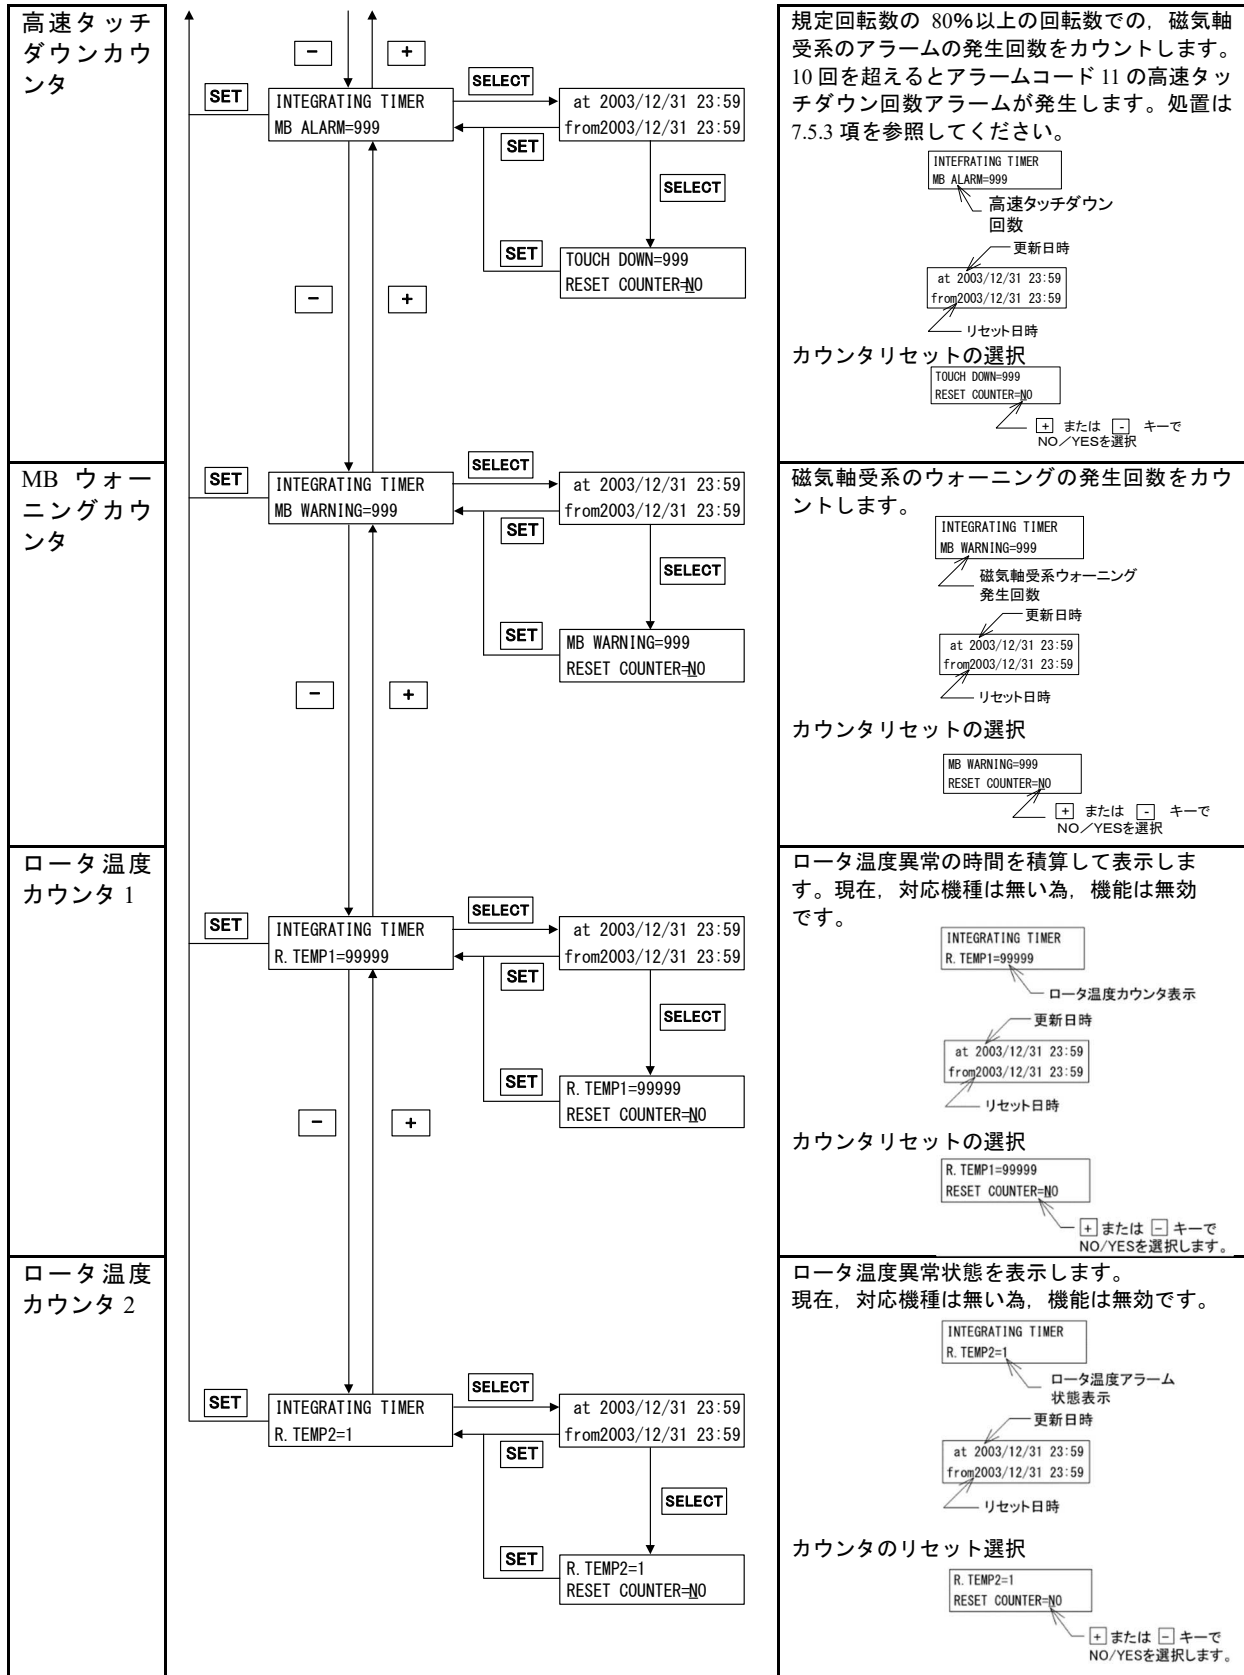 高速タッチ
ダウンカウ
ンタ
－
+
SET
INTEGRATING TIMER
MB ALARM=999
SELECT
at 2003/12/31 23:59
from2003/12/31 23:59
SET
SELECT
SET
TOUCH DOWN=999
RESET COUNTER=NO
－
+
規定回転数の 80%以上の回転数での，磁気軸
受系のアラームの発生回数をカウントします。
10 回を超えるとアラームコード 11 の高速タッ
チダウン回数アラームが発生します。処置は
7.5.3 項を参照してください。
INTEFRATING TIMER
MB ALARM=999
高速タッチダウン
回数
更新日時
at 2003/12/31 23:59
from2003/12/31 23:59
リセット日時
カウンタリセットの選択
TOUCH DOWN=999
RESET COUNTER=NO
+ または - キーで
NO／YESを選択
MB ウォー
ニングカウ
ンタ
SET
INTEGRATING TIMER
MB WARNING=999
SELECT
at 2003/12/31 23:59
from2003/12/31 23:59
SET
SELECT
SET
MB WARNING=999
RESET COUNTER=NO
－
+
磁気軸受系のウォーニングの発生回数をカウ
ントします。
INTEGRATING TIMER
MB WARNING=999
磁気軸受系ウォーニング
発生回数
更新日時
at 2003/12/31 23:59
from2003/12/31 23:59
リセット日時
カウンタリセットの選択
MB WARNING=999
RESET COUNTER=NO
+ または - キーで
NO／YESを選択
ロータ温度
カウンタ 1
SET
INTEGRATING TIMER
R.TEMP1=99999
SELECT
at 2003/12/31 23:59
from2003/12/31 23:59
SET
SELECT
SET
R.TEMP1=99999
RESET COUNTER=NO
－
+
ロータ温度異常の時間を積算して表示しま
す。現在，対応機種は無い為，機能は無効
です。
INTEGRATING TIMER
R.TEMP1=99999
ロータ温度カウンタ表示
更新日時
at 2003/12/31 23:59
from2003/12/31 23:59
リセット日時
カウンタリセットの選択
R.TEMP1=99999
RESET COUNTER=NO
+ または - キーで
NO/YESを選択します。
ロータ温度
カウンタ 2
SET
INTEGRATING TIMER
R.TEMP2=1
SELECT
at 2003/12/31 23:59
from2003/12/31 23:59
SET
SELECT
SET
R.TEMP2=1
RESET COUNTER=NO
ロータ温度異常状態を表示します。
現在，対応機種は無い為，機能は無効です。
INTEGRATING TIMER
R.TEMP2=1
ロータ温度アラーム
状態表示
更新日時
at 2003/12/31 23:59
from2003/12/31 23:59
リセット日時
カウンタのリセット選択
R.TEMP2=1
RESET COUNTER=NO
+ または - キーで
NO/YESを選択します。